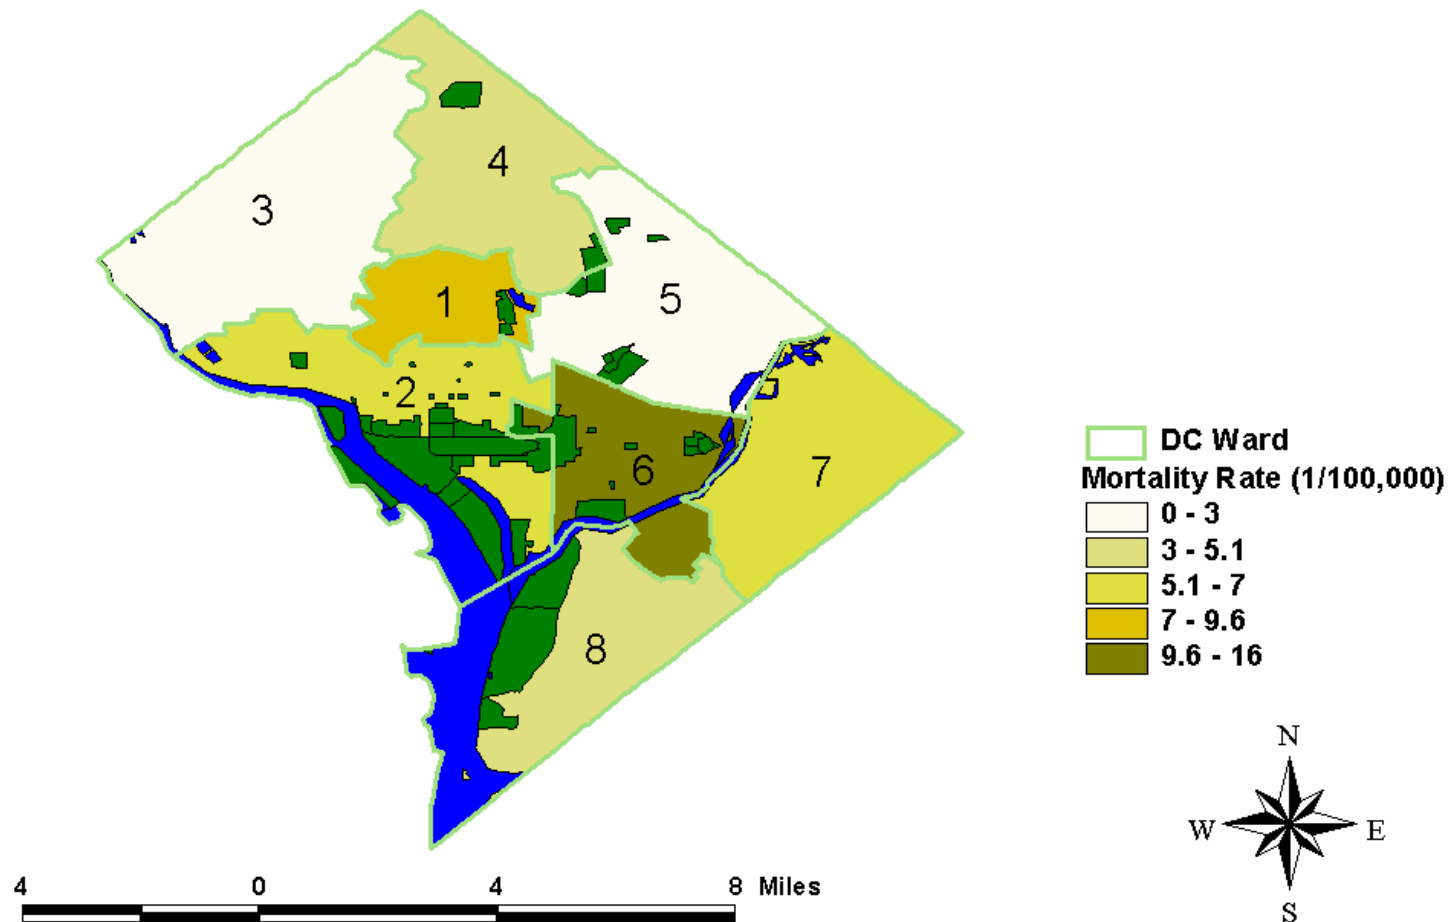 4
3
5
1
2
6
7
8
DC Ward
Mortality Rate (1/100,000)
0 - 3
3 - 5.1
5.1 - 7
7 - 9.6
9.6 - 16
N
W E
S
4 0 4 8 Miles